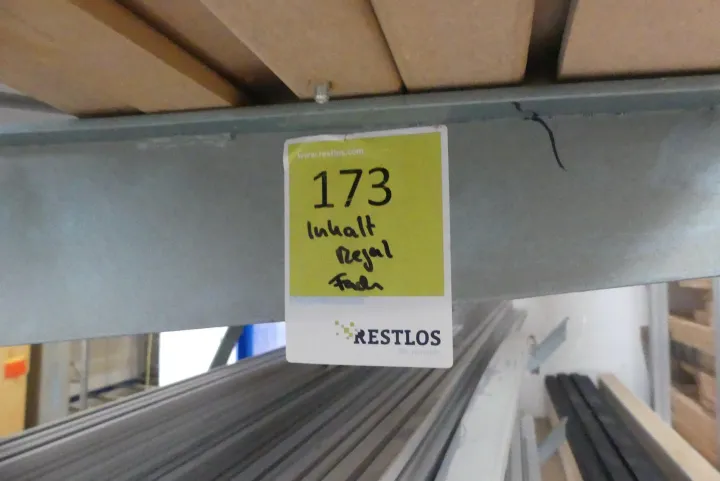 www.restlos.com
173
Inhalt
Regal
Fach
RESTLOS